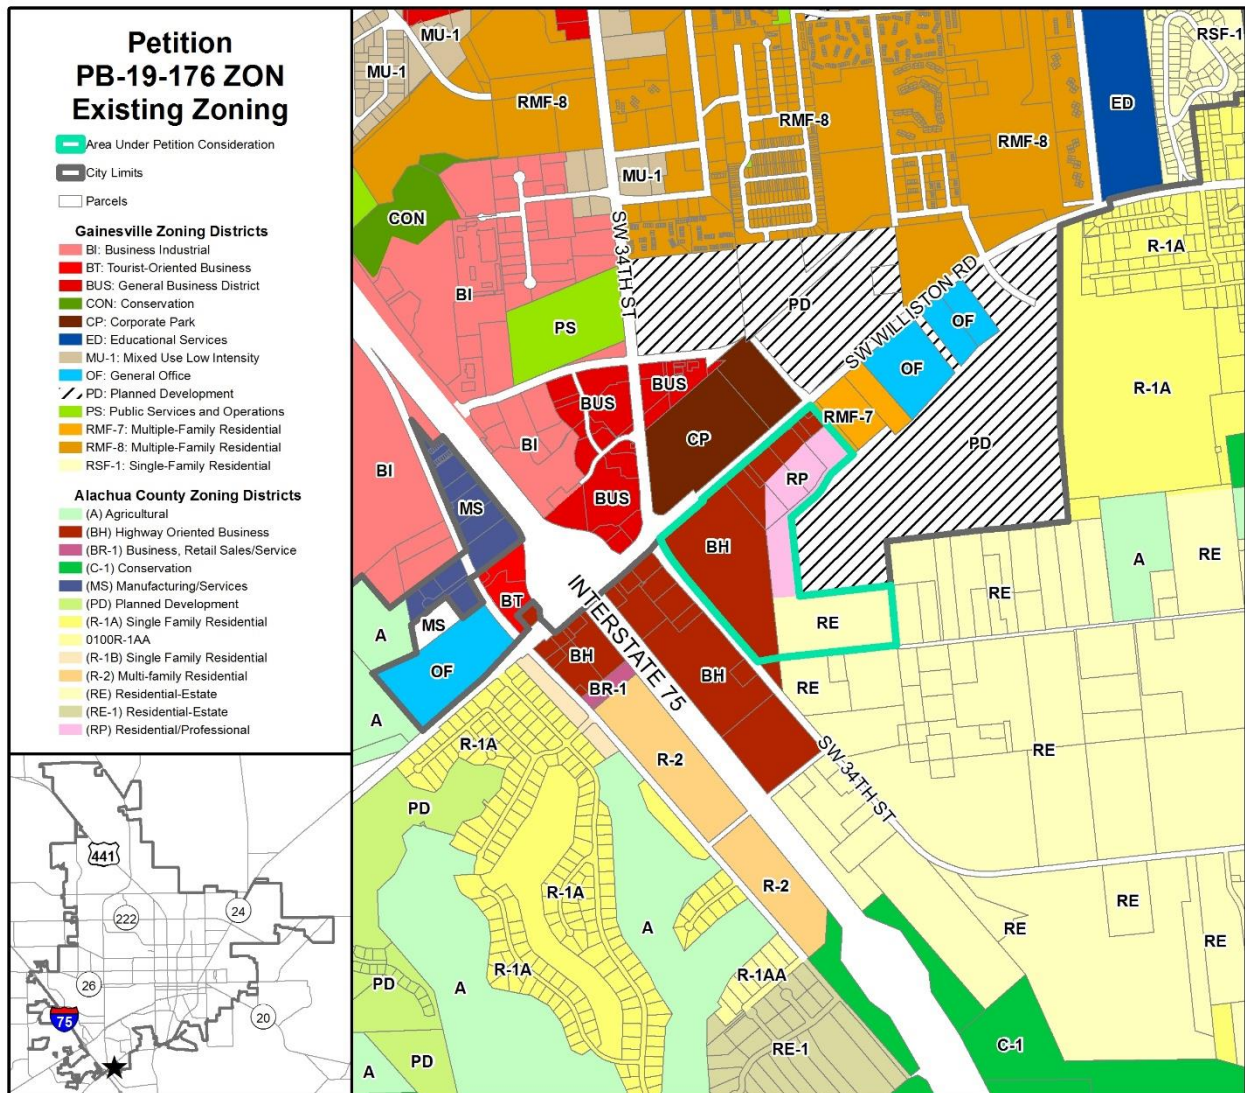 Petition
PB-19-176 ZON
Existing Zoning
Area Under Petition Consideration
City Limits
Parcels
Gainesville Zoning Districts
BI: Business Industrial
BT: Tourist-Oriented Business
BUS: General Business District
CON: Conservation
CP: Corporate Park
ED: Educational Services
MU-1: Mixed Use Low Intensity
OF: General Office
PD: Planned Development
PS: Public Services and Operations
RMF-7: Multiple-Family Residential
RMF-8: Multiple-Family Residential
RSF-1: Single-Family Residential
Alachua County Zoning Districts
(A) Agricultural
(BH) Highway Oriented Business
(BR-1) Business, Retail Sales/Service
(C-1) Conservation
(MS) Manufacturing/Services
(PD) Planned Development
(R-1A) Single Family Residential
0100R-1AA
(R-1B) Single Family Residential
(R-2) Multi-family Residential
(RE) Residential-Estate
(RE-1) Residential-Estate
(RP) Residential/Professional
441
222
24
26
75
20
MU-1
RSF-1
MU-1
RMF-8
ED
RMF-8
RMF-8
MU-1
CON
SW 34TH ST
R-1A
BI
PD
SW WILLISTON RD
PS
OF
OF
BUS
BUS
R-1A
RMF-7
BI
CP
PD
BI
RP
BUS
MS
BH
A
RE
INTERSTATE 75
RE
BT
MS
RE
A
BH
OF
BH
RE
BR-1
A
R-1A
RE
R-2
SW 34TH ST
PD
R-2
R-1A
RE
A
RE
RE
R-1A
R-1AA
PD
A
C-1
RE-1
PD
A